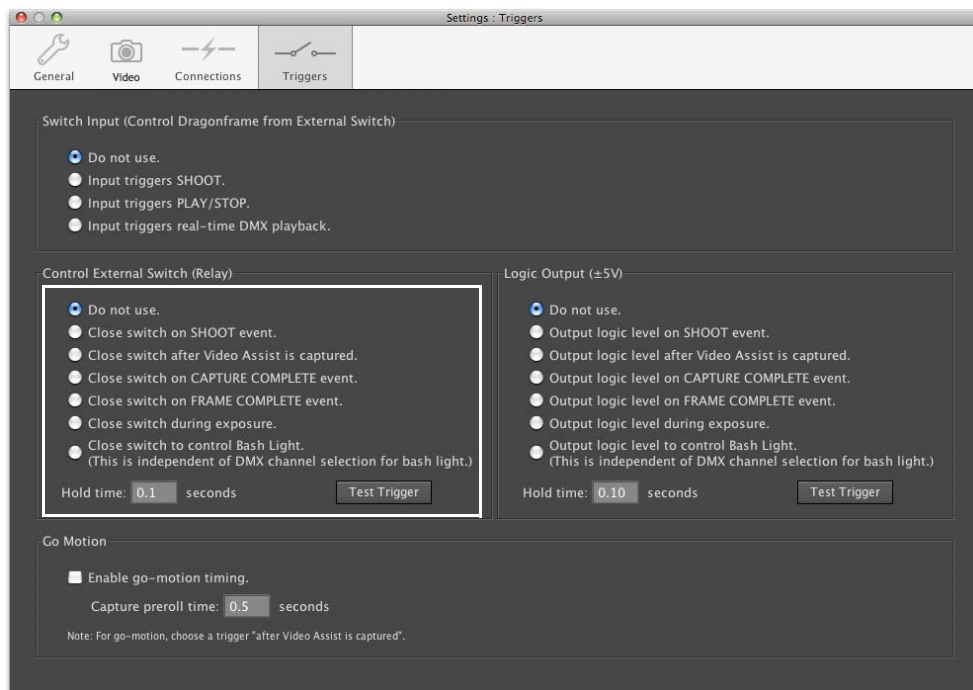 Settings : Triggers
General
Video
Connections
Triggers
Switch Input (Control Dragonframe from External Switch)
Do not use.
Input triggers SHOOT.
Input triggers PLAY/STOP.
Input triggers real-time DMX playback.
Control External Switch (Relay)
Do not use.
Close switch on SHOOT event.
Close switch after Video Assist is captured.
Close switch on CAPTURE COMPLETE event.
Close switch on FRAME COMPLETE event.
Close switch during exposure.
Close switch to control Bash Light.
(This is independent of DMX channel selection for bash light.)
Hold time: 0.1 seconds
Test Trigger
Logic Output (±5V)
Do not use.
Output logic level on SHOOT event.
Output logic level after Video Assist is captured.
Output logic level on CAPTURE COMPLETE event.
Output logic level on FRAME COMPLETE event.
Output logic level during exposure.
Output logic level to control Bash Light.
(This is independent of DMX channel selection for bash light.)
Hold time: 0.10 seconds
Test Trigger
Go Motion
Enable go-motion timing.
Capture preroll time: 0.5 seconds
Note: For go-motion, choose a trigger "after Video Assist is captured".